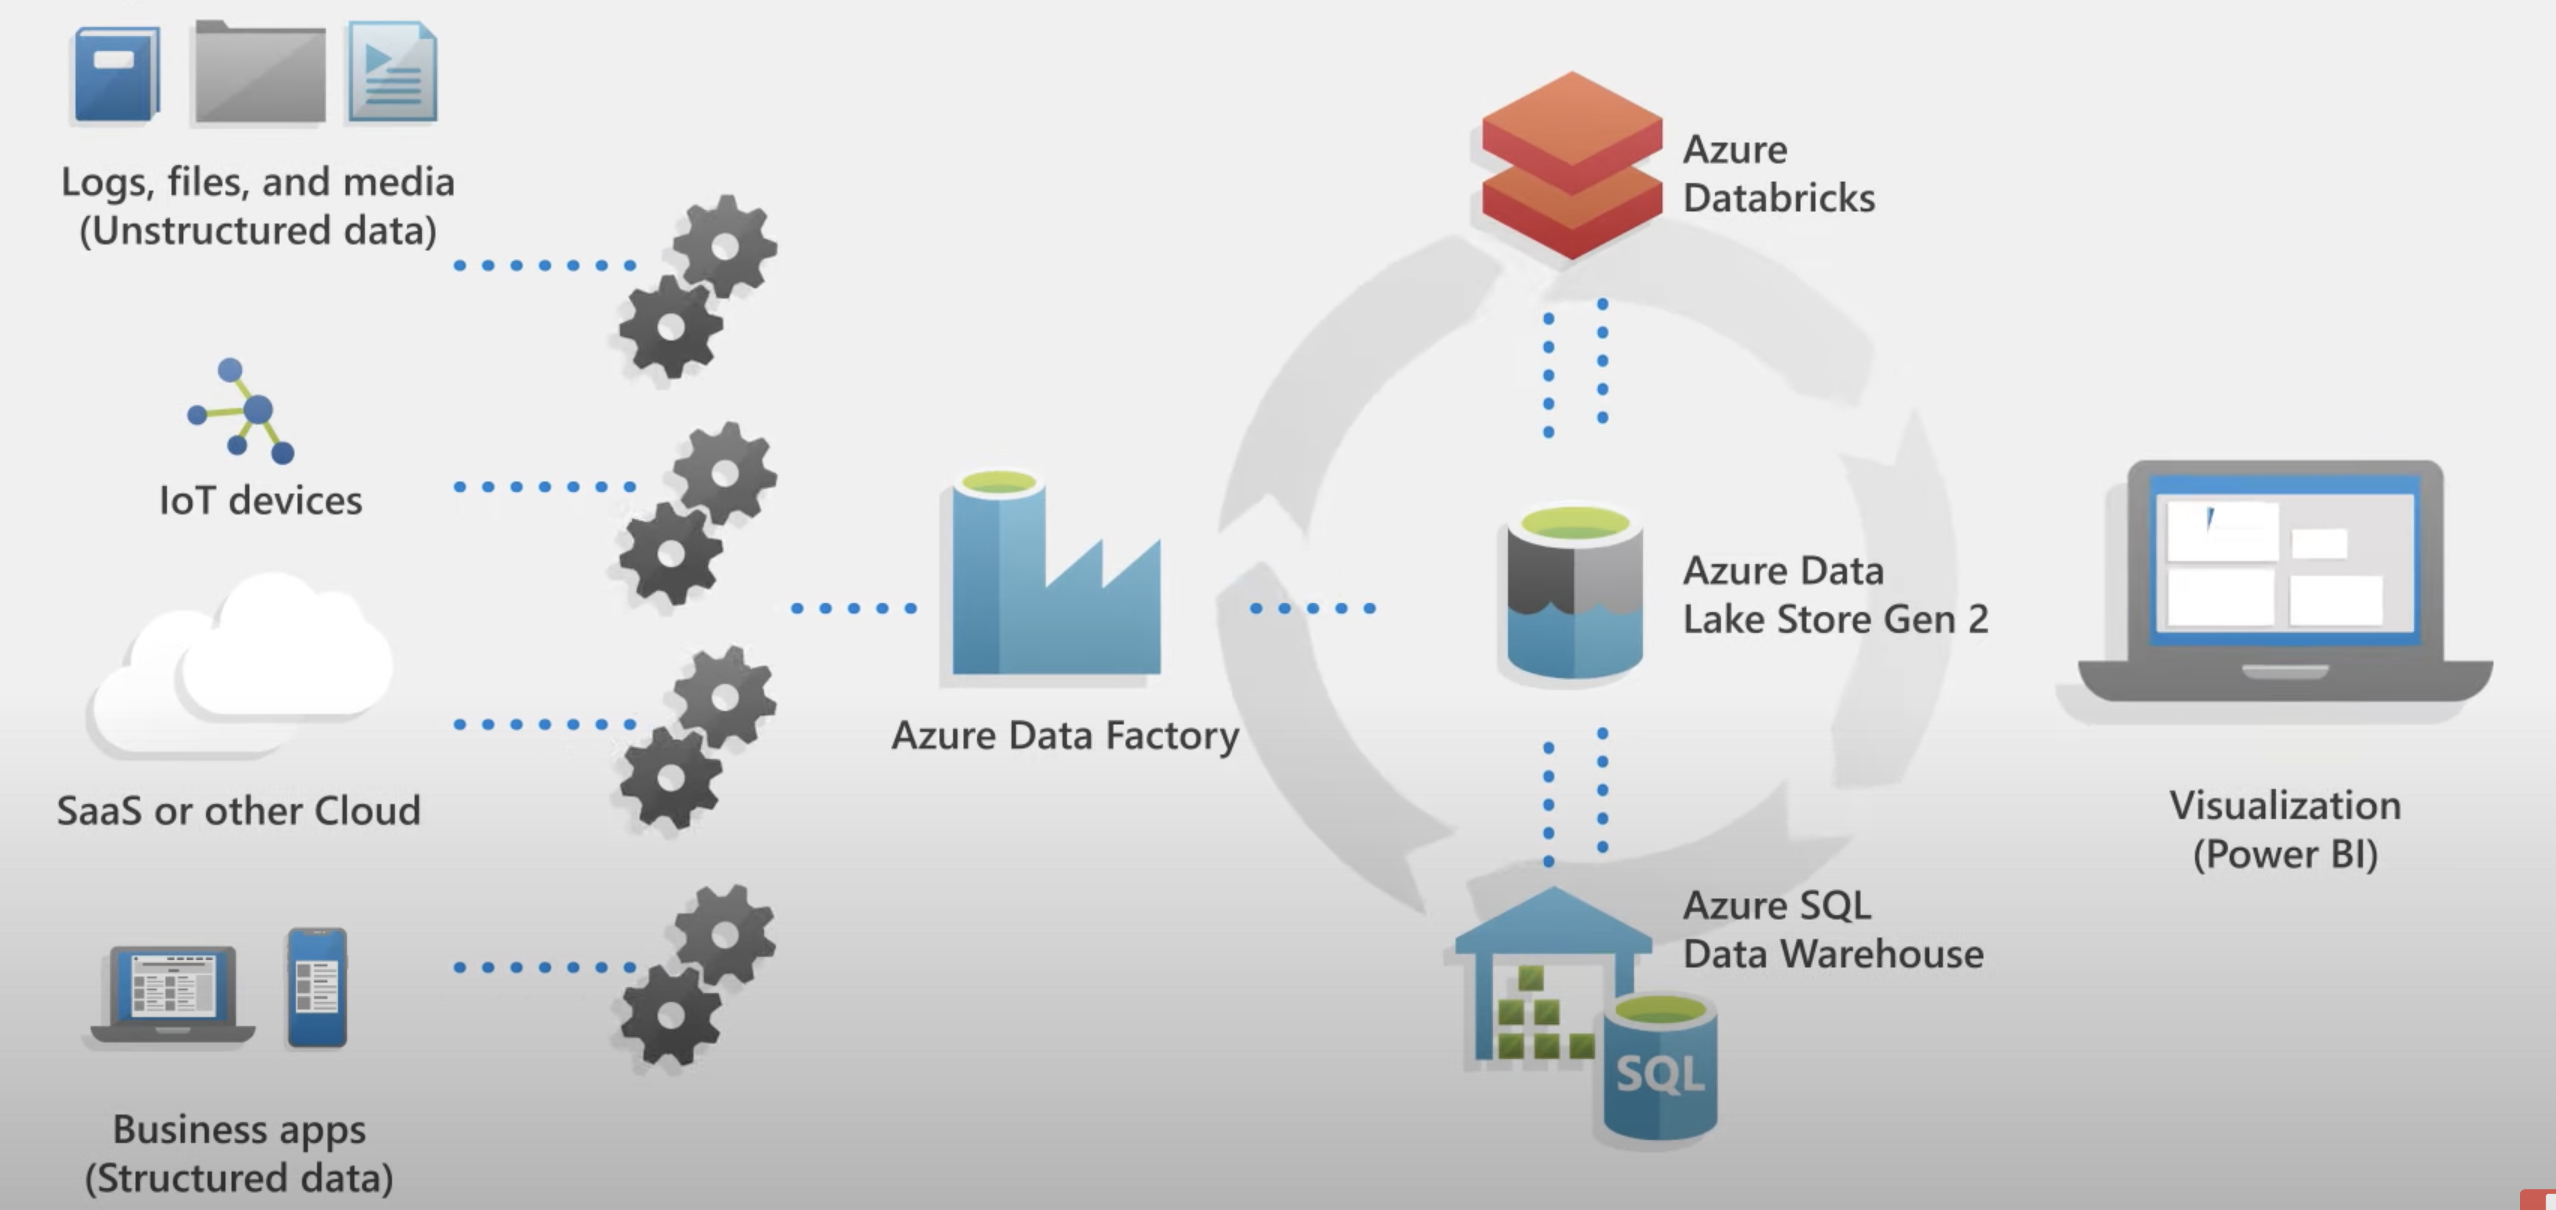 Logs, files, and media
(Unstructured data)
IoT devices
SaaS or other Cloud
Business apps
(Structured data)
Azure Data Factory
Azure
Databricks
Azure Data
Lake Store Gen 2
Azure SQL
Data Warehouse
SQL
Visualization
(Power BI)